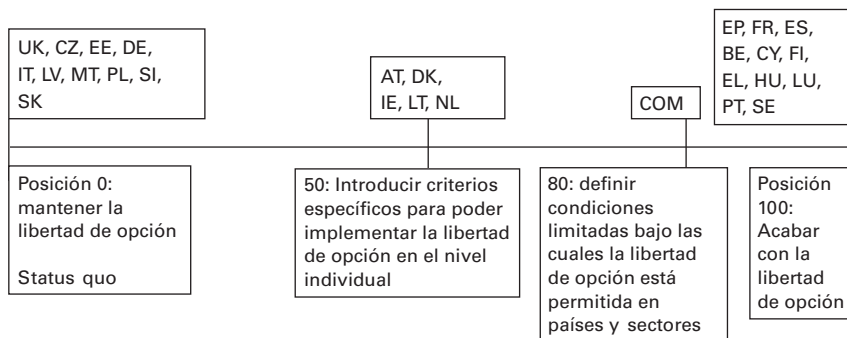 UK, CZ, EE, DE,
IT, LV, MT, PL, SI,
SK
AT, DK,
IE, LT, NL
COM
EP, FR, ES,
BE, CY, FI,
EL, HU, LU,
PT, SE
Posición 0:
mantener la
libertad de opción
Status quo
50: Introducir criterios
específicos para poder
implementar la libertad
de opción en el nivel
individual
80: definir
condiciones
limitadas bajo las
cuales la libertad
de opción está
permitida en
países y sectores
Posición
100:
Acabar
con la
libertad
de opción